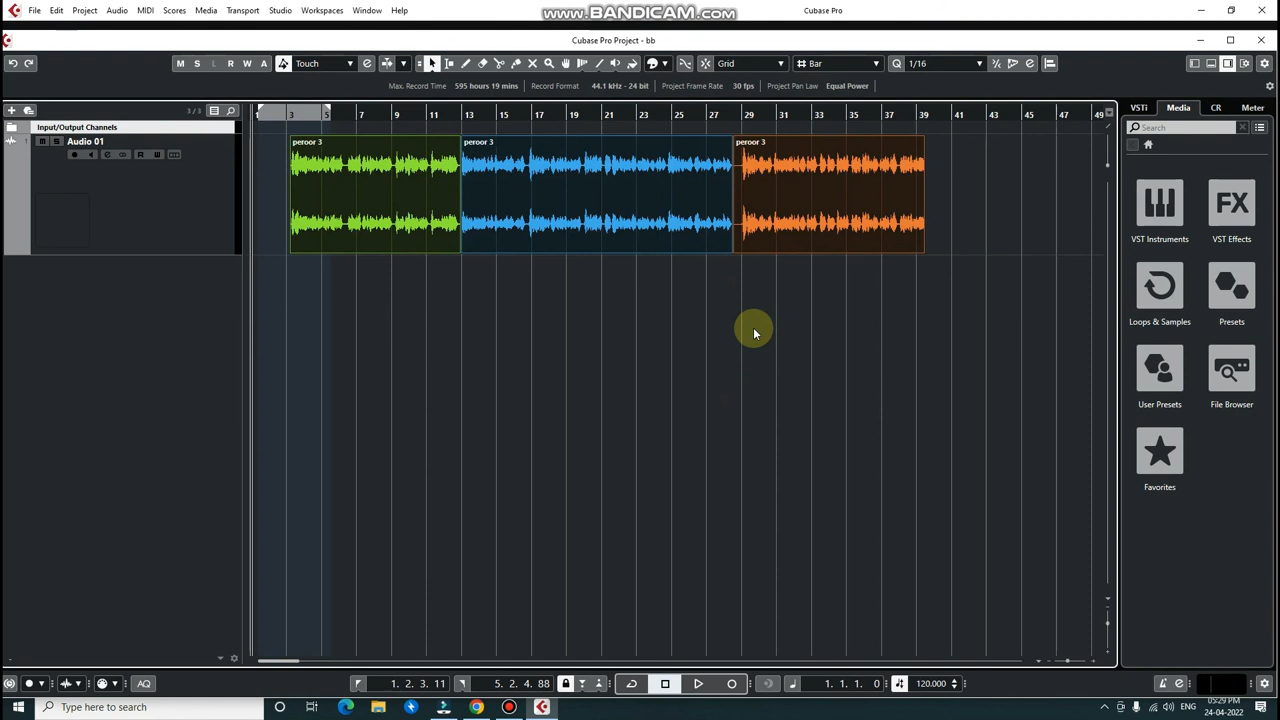 File Edit Project Audio MIDI Scores Media Transport Studio Workspaces Window Help
www.BANDICAM.com
Cubase Pro
Cubase Pro Project - bb
M S L R W A Touch Grid Bar Q 1/16
Max. Record Time 595 hours 19 mins Record Format 44.1 kHz - 24 bit Project Frame Rate 30 fps Project Pan Law Equal Power
3 / 3
1 3 5 7 9 11 13 15 17 19 21 23 25 27 29 31 33 35 37 39 41 43 45 47 49
VSTi Media CR Meter
Input/Output Channels
Search
1 M S Audio 01
R W
peroor 3 peroor 3 peroor 3
VST Instruments VST Effects
Loops & Samples Presets
User Presets File Browser
Favorites
AQ 1. 2. 3. 11 5. 2. 4. 88 1. 1. 1. 0 120.000
Type here to search
ENG
05:29 PM
24-04-2022